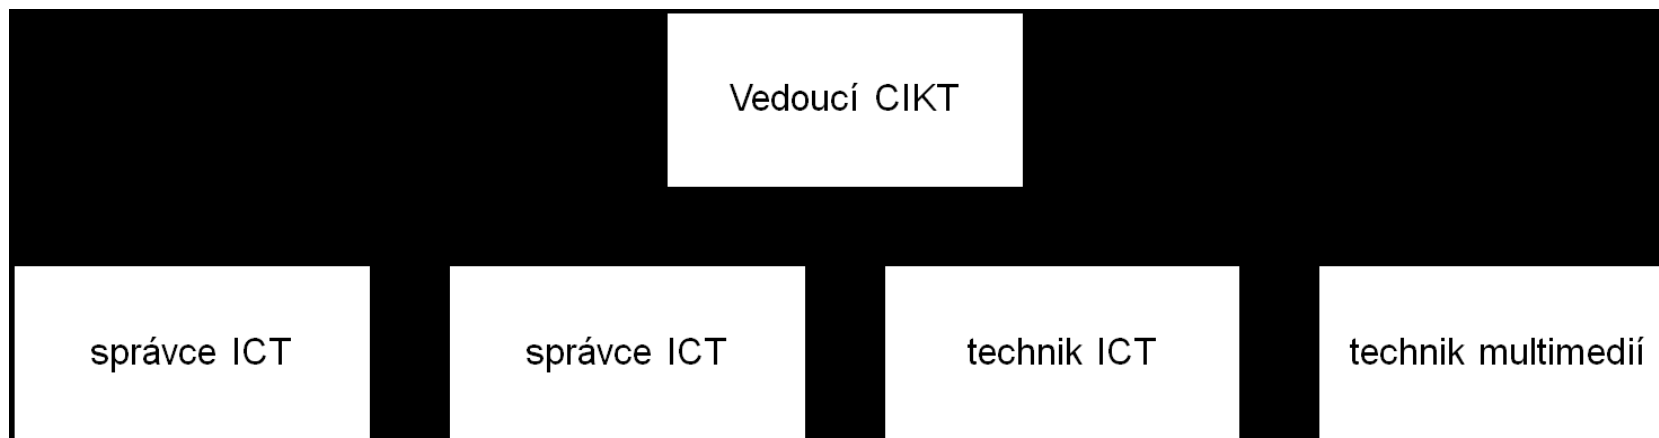 Vedoucí CIKT
správce ICT
správce ICT
technik ICT
technik multimedií